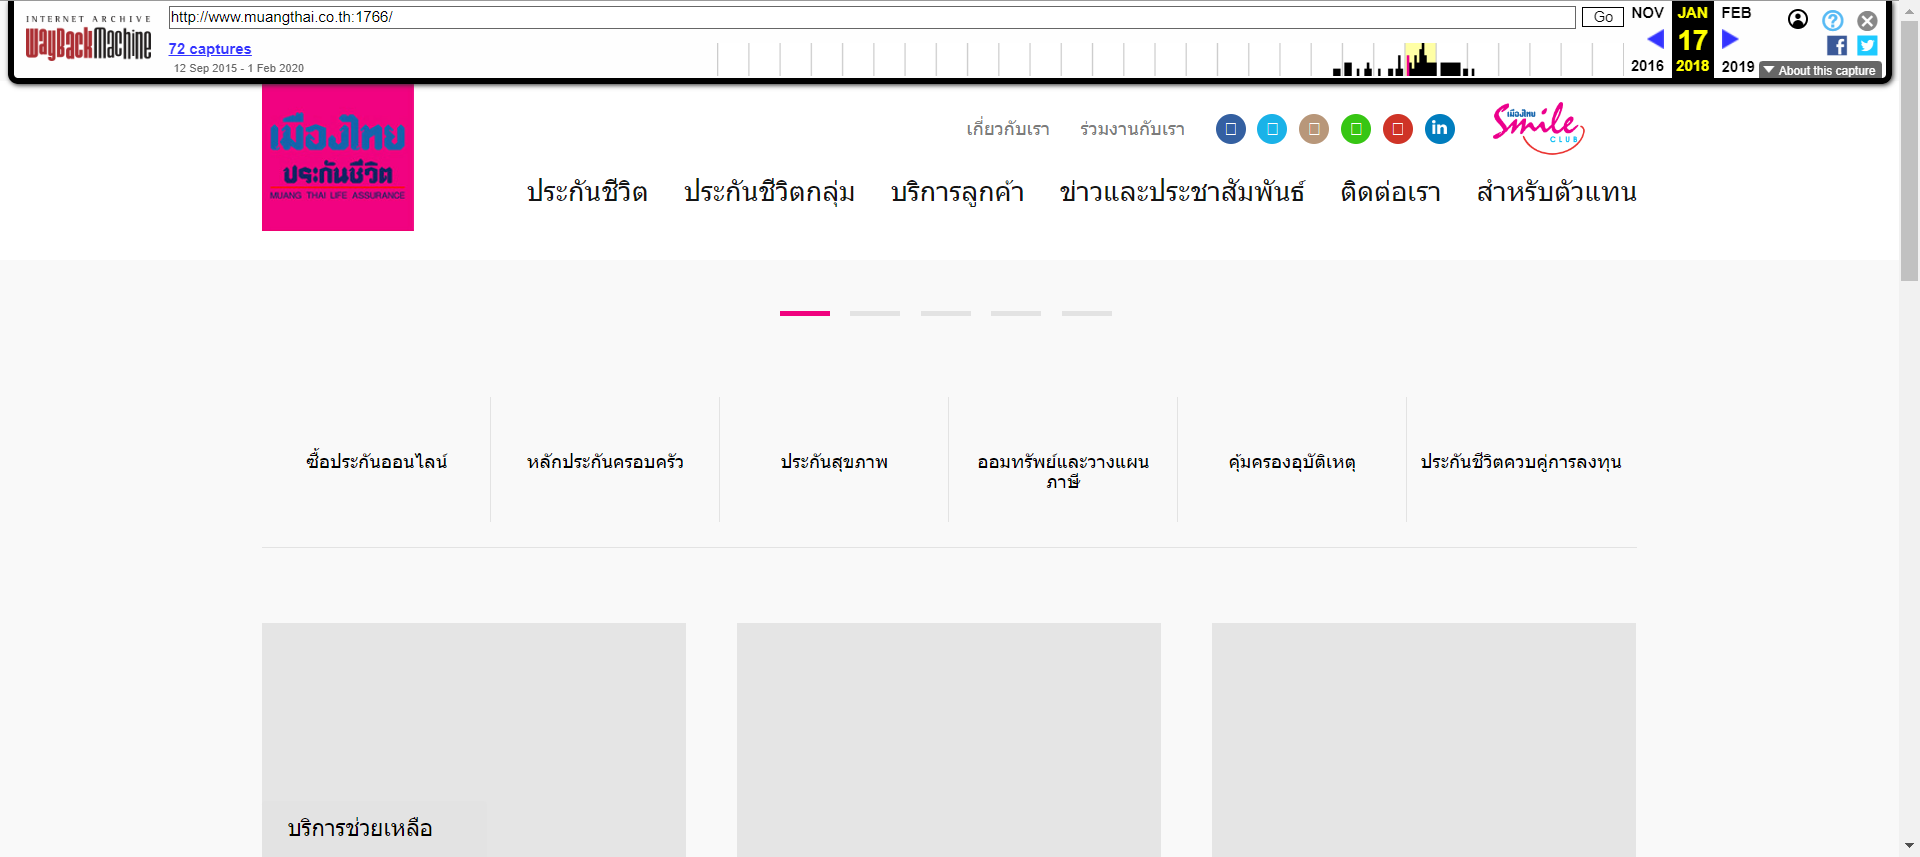 INTERNET ARCHIVE
WayBackMachine
http://www.muangthai.co.th:1766/
Go
NOV
JAN
FEB
72 captures
17
12 Sep 2015 - 1 Feb 2020
2016
2018
2019
About this capture
เมืองไทย
ประกันชีวิต
MUANG THAI LIFE ASSURANCE
เกี่ยวกับเรา
ร่วมงานกับเรา
in
เมืองไทย
Smile
CLUB
ประกันชีวิต
ประกันชีวิตกลุ่ม
บริการลูกค้า
ข่าวและประชาสัมพันธ์
ติดต่อเรา
สำหรับตัวแทน
ซื้อประกันออนไลน์
หลักประกันครอบครัว
ประกันสุขภาพ
ออมทรัพย์และวางแผน
ภาษี
คุ้มครองอุบัติเหตุ
ประกันชีวิตควบคู่การลงทุน
บริการช่วยเหลือ